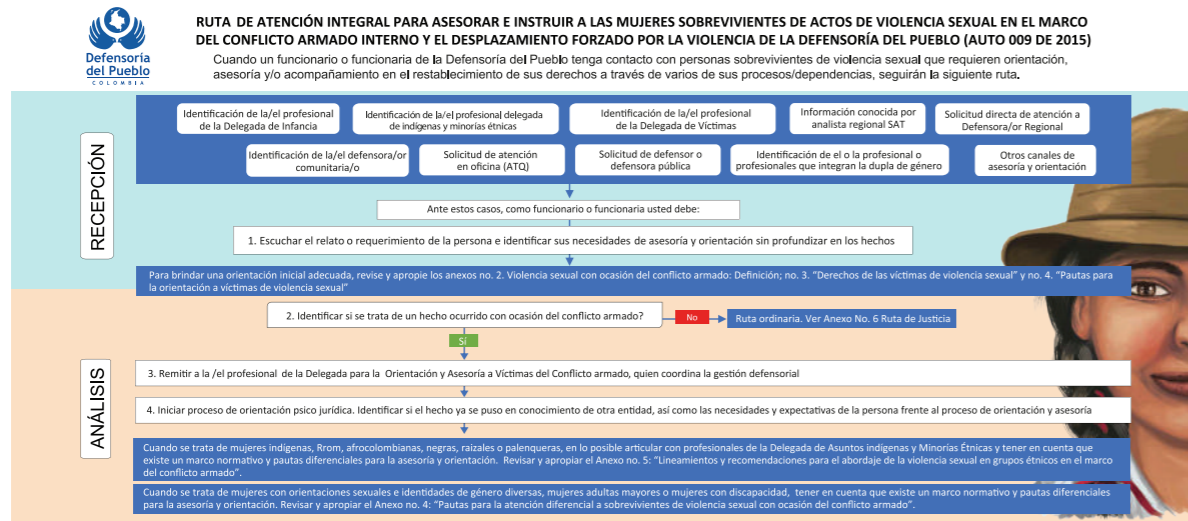 Defensoría
del Pueblo
COLOMBIA
RUTA DE ATENCIÓN INTEGRAL PARA ASESORAR E INSTRUIR A LAS MUJERES SOBREVIVIENTES DE ACTOS DE VIOLENCIA SEXUAL EN EL MARCO
DEL CONFLICTO ARMADO INTERNO Y EL DESPLAZAMIENTO FORZADO POR LA VIOLENCIA DE LA DEFENSORÍA DEL PUEBLO (AUTO 009 DE 2015)
Cuando un funcionario o funcionaria de la Defensoría del Pueblo tenga contacto con personas sobrevivientes de violencia sexual que requieren orientación,
asesoría y/o acompañamiento en el restablecimiento de sus derechos a través de varios de sus procesos/dependencias, seguirán la siguiente ruta.
RECEPCIÓN
Identificación de la/el profesional
de la Delegada de Infancia
Identificación de la/el profesional delegada
de indígenas y minorías étnicas
Identificación de la/el profesional
de la Delegada de Víctimas
Información conocida por
analista regional SAT
Solicitud directa de atención a
Defensora/or Regional
Identificación de la/el defensora/or
comunitaria/o
Solicitud de atención
en oficina (ATQ)
Solicitud de defensor o
defensora pública
Identificación de el o la profesional o
profesionales que integran la dupla de género
Otros canales de
asesoría y orientación
Ante estos casos, como funcionario o funcionaria usted debe:
1. Escuchar el relato o requerimiento de la persona e identificar sus necesidades de asesoría y orientación sin profundizar en los hechos
Para brindar una orientación inicial adecuada, revise y apropie los anexos no. 2. Violencia sexual con ocasión del conflicto armado: Definición; no. 3. "Derechos de las víctimas de violencia sexual" y no. 4. "Pautas para
la orientación a víctimas de violencia sexual"
ANÁLISIS
2. Identificar si se trata de un hecho ocurrido con ocasión del conflicto armado?
No
Ruta ordinaria. Ver Anexo No. 6 Ruta de Justicia
Sí
3. Remitir a la /el profesional de la Delegada para la Orientación y Asesoría a Víctimas del Conflicto armado, quien coordina la gestión defensorial
4. Iniciar proceso de orientación psico jurídica. Identificar si el hecho ya se puso en conocimiento de otra entidad, así como las necesidades y expectativas de la persona frente al proceso de orientación y asesoría
Cuando se trata de mujeres indígenas, Rrom, afrocolombianas, negras, raizales o palenqueras, en lo posible articular con profesionales de la Delegada de Asuntos indígenas y Minorías Étnicas y tener en cuenta que
existe un marco normativo y pautas diferenciales para la asesoría y orientación. Revisar y apropiar el Anexo no. 5: "Lineamientos y recomendaciones para el abordaje de la violencia sexual en grupos étnicos en el marco
del conflicto armado".
Cuando se trata de mujeres con orientaciones sexuales e identidades de género diversas, mujeres adultas mayores o mujeres con discapacidad, tener en cuenta que existe un marco normativo y pautas diferenciales
para la asesoría y orientación. Revisar y apropiar el Anexo no. 4: "Pautas para la atención diferencial a sobrevivientes de violencia sexual con ocasión del conflicto armado".